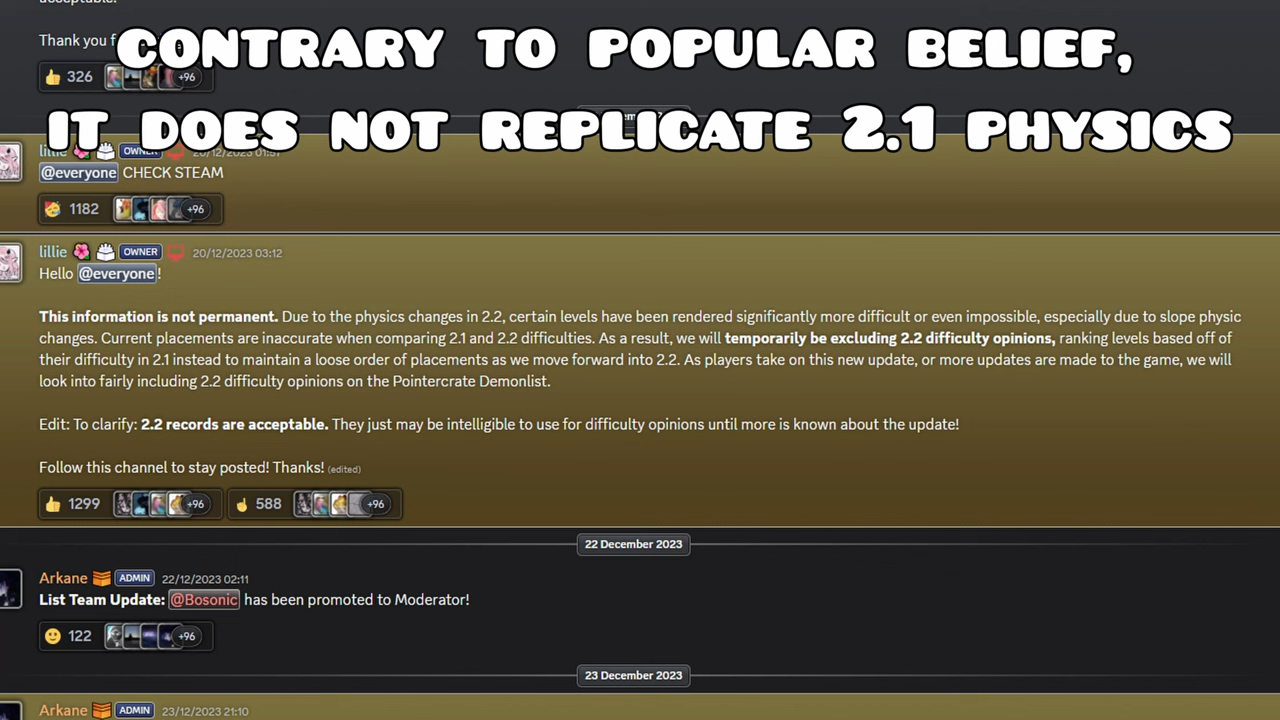 acceptable!
Thank you f
CONTRARY TO POPULAR BELIEF,
326 +96
IT DOES NOT REPLICATE 2.1 PHYSICS
lillie OWNER 20/12/2023 01:51
@everyone CHECK STEAM
1182 +96
lillie OWNER 20/12/2023 03:12
Hello @everyone!
This information is not permanent. Due to the physics changes in 2.2, certain levels have been rendered significantly more difficult or even impossible, especially due to slope physic
changes. Current placements are inaccurate when comparing 2.1 and 2.2 difficulties. As a result, we will temporarily be excluding 2.2 difficulty opinions, ranking levels based off of
their difficulty in 2.1 instead to maintain a loose order of placements as we move forward into 2.2. As players take on this new update, or more updates are made to the game, we will
look into fairly including 2.2 difficulty opinions on the Pointercrate Demonlist.
Edit: To clarify: 2.2 records are acceptable. They just may be intelligible to use for difficulty opinions until more is known about the update!
Follow this channel to stay posted! Thanks! (edited)
1299 +96 588 +96
22 December 2023
Arkane ADMIN 22/12/2023 02:11
List Team Update: @Bosonic has been promoted to Moderator!
122 +96
23 December 2023
Arkane ADMIN 23/12/2023 21:10